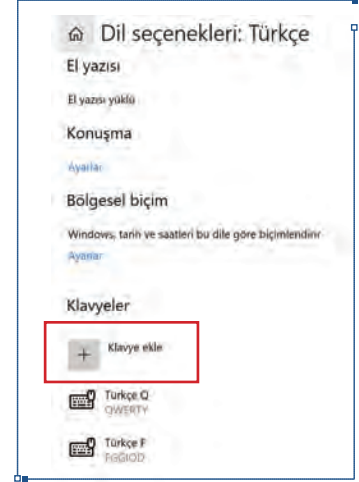 Dil seçenekleri: Türkçe
El yazısı
El yazısı yüklü
Konuşma
Ayarlar
Bölgesel biçim
Windows, tarih ve saatleri bu dile göre biçimlendirir
Ayarlar
Klavyeler
Klavye ekle
Türkçe Q
QWERTY
Türkçe F
FGĞIOD